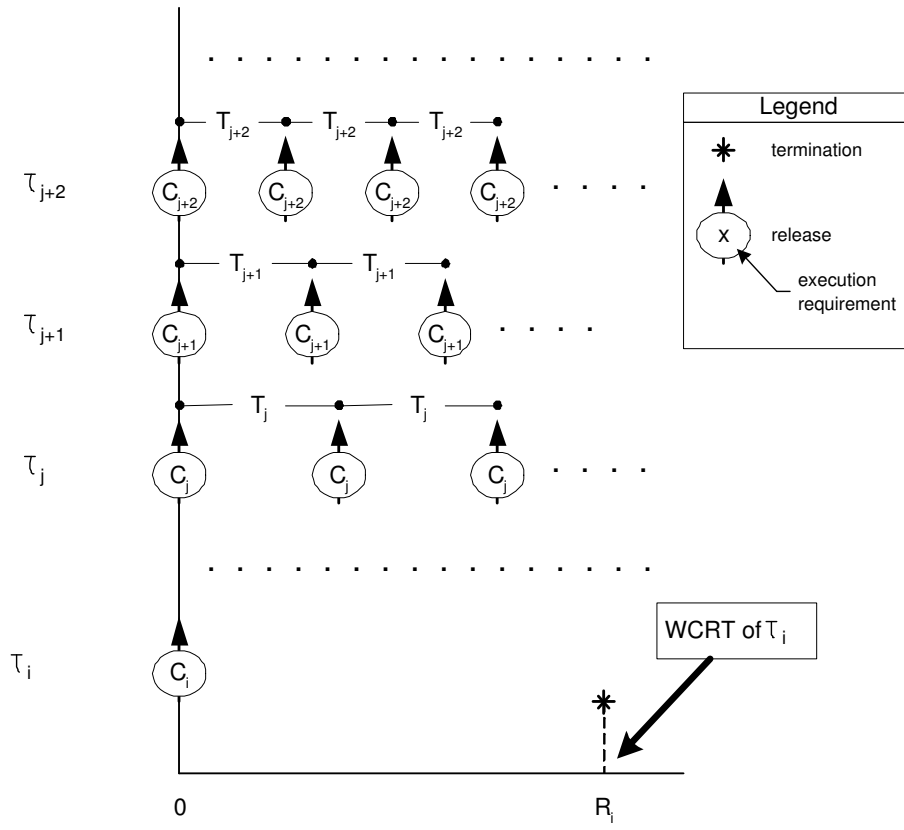 T_{j+2} T_{j+2} T_{j+2}
τ_{j+2} C_{j+2} C_{j+2} C_{j+2} C_{j+2}
T_{j+1} T_{j+1}
τ_{j+1} C_{j+1} C_{j+1} C_{j+1}
T_j T_j
τ_j C_j C_j C_j
τ_i C_i
WCRT of τ_i
0 R_i
Legend
termination
x release
execution
requirement